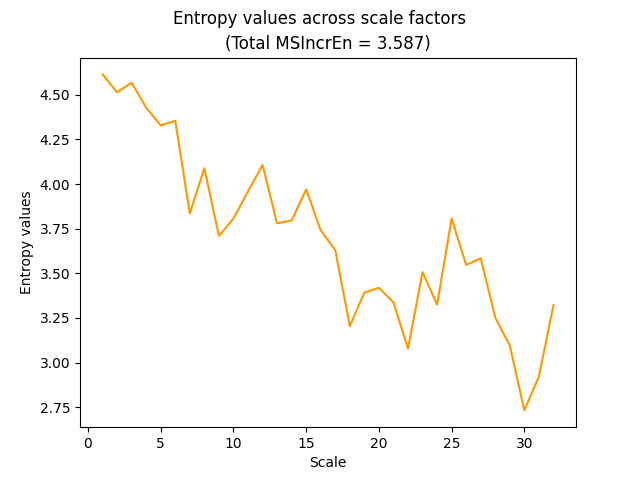 Entropy values across scale factors
(Total MSIncrEn = 3.587)
4.50
4.25
4.00
3.75
3.50
3.25
3.00
2.75
Entropy values
0 5 10 15 20 25 30
Scale